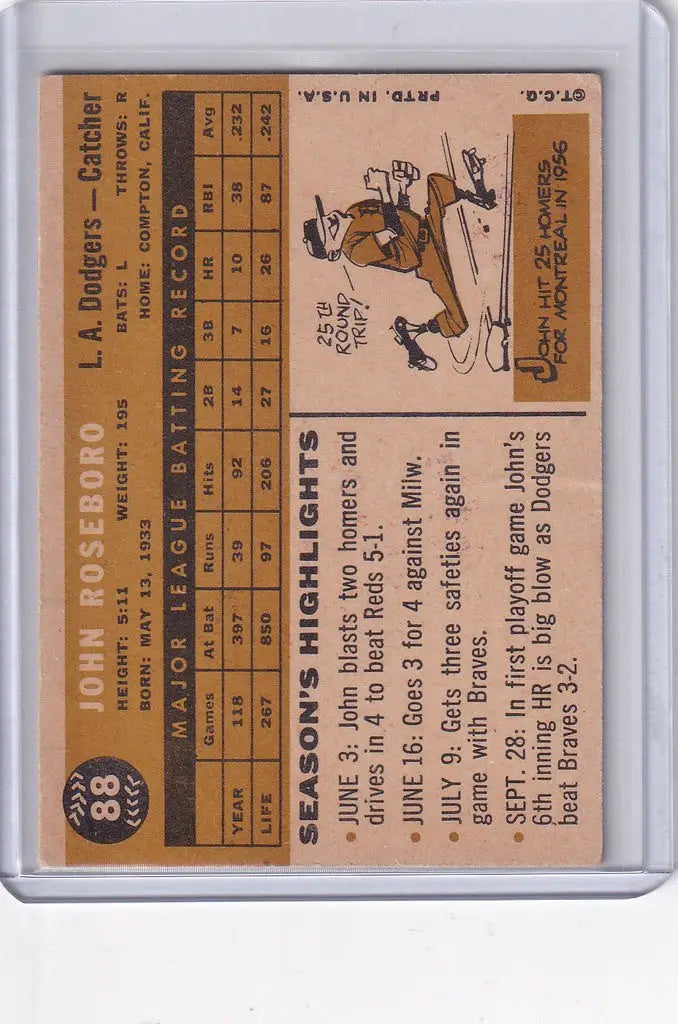 88
JOHN ROSEBORO L. A. Dodgers — Catcher
HEIGHT: 5:11 WEIGHT: 195 BATS: L THROWS: R
BORN: MAY 13, 1933 HOME: COMPTON, CALIF.
MAJOR LEAGUE BATTING RECORD
Games At Bat Runs Hits 2B 3B HR RBI Avg
YEAR 118 397 39 92 14 7 10 38 .232
LIFE 267 850 97 206 27 16 26 87 .242
SEASON'S HIGHLIGHTS
• JUNE 3: John blasts two homers and
drives in 4 to beat Reds 5-1.
• JUNE 16: Goes 3 for 4 against Milw.
• JULY 9: Gets three safeties again in
game with Braves.
• SEPT. 28: In first playoff game John's
6th inning HR is big blow as Dodgers
beat Braves 3-2.
25TH
ROUND
TRIP!
JOHN HIT 25 HOMERS
FOR MONTREAL IN 1956
© T.C.G. PRTD. IN U.S.A.